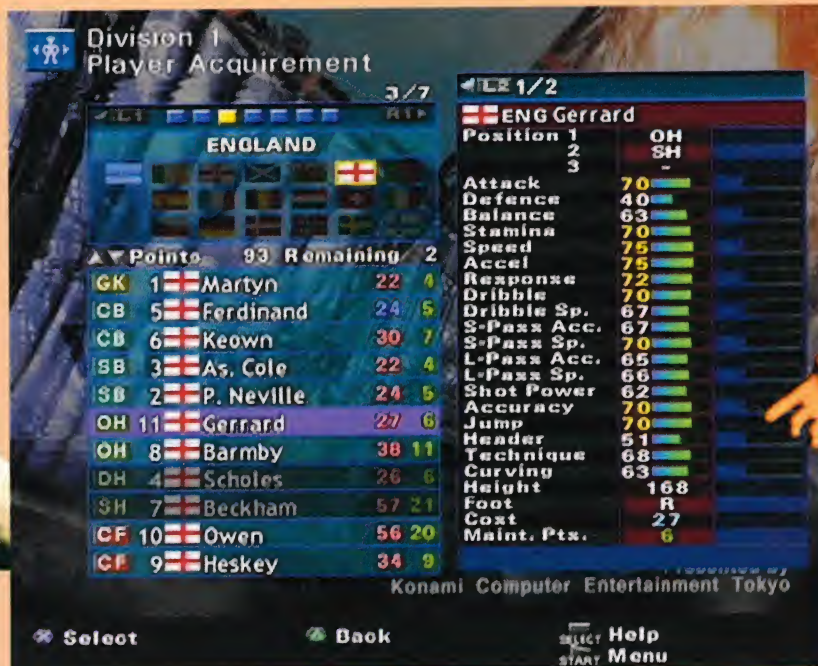 Division 1
Player Acquirement
3/7
L1 R1
ENGLAND
Points 93 Remaining 2
GK 1 Martyn 22 4
CB 5 Ferdinand 24 5
CB 6 Keown 30 7
SB 3 As. Cole 22 4
SB 2 P. Neville 24 5
OH 11 Gerrard 27 6
OH 8 Barmby 38 11
DH 4 Scholes 26 6
SH 7 Beckham 57 21
CF 10 Owen 56 20
CF 9 Heskey 34 9
L2 1/2
ENG Gerrard
Position 1 OH
2 SH
3 -
Attack 70
Defence 40
Balance 63
Stamina 70
Speed 75
Accel 75
Response 72
Dribble 70
Dribble Sp. 67
S-Pass Acc. 67
S-Pass Sp. 70
L-Pass Acc. 65
L-Pass Sp. 66
Shot Power 62
Accuracy 70
Jump 70
Header 51
Technique 68
Curving 63
Height 168
Foot R
Cost 27
Maint. Pts. 6
Presented by
Konami Computer Entertainment Tokyo
Select
Back
SELECT Help
START Menu